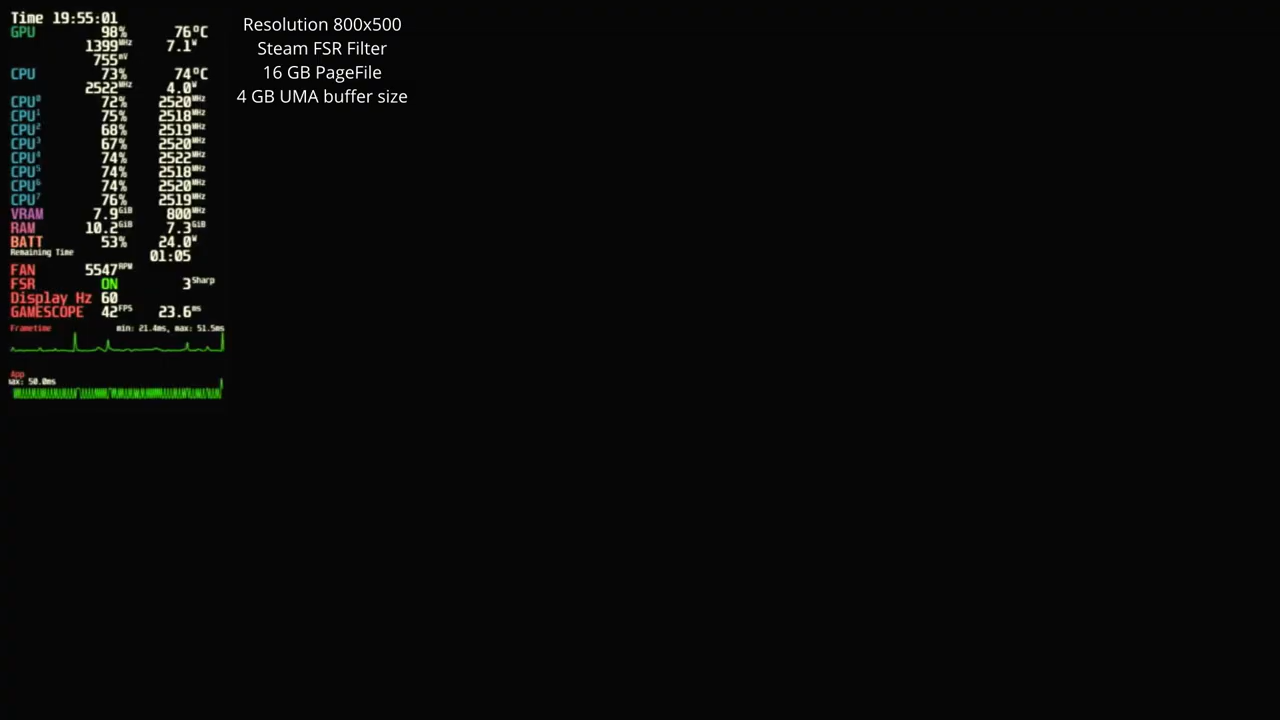 Time 19:55:01
GPU 98% 76°C
1399MHz 7.1W
755mV
CPU 73% 74°C
2522MHz 4.0W
CPU0 72% 2520MHz
CPU1 75% 2518MHz
CPU2 68% 2519MHz
CPU3 67% 2520MHz
CPU4 74% 2522MHz
CPU5 74% 2518MHz
CPU6 74% 2520MHz
CPU7 76% 2519MHz
VRAM 7.9GiB 800MHz
RAM 10.2GiB 7.3GiB
BATT 53% 24.0W
Remaining Time 01:05
FAN 5547RPM
FSR ON 3Sharp
Display Hz 60
GAMESCOPE 42FPS 23.6ms
Frametime min: 21.4ms, max: 51.5ms
App
max: 50.0ms
Resolution 800x500
Steam FSR Filter
16 GB PageFile
4 GB UMA buffer size